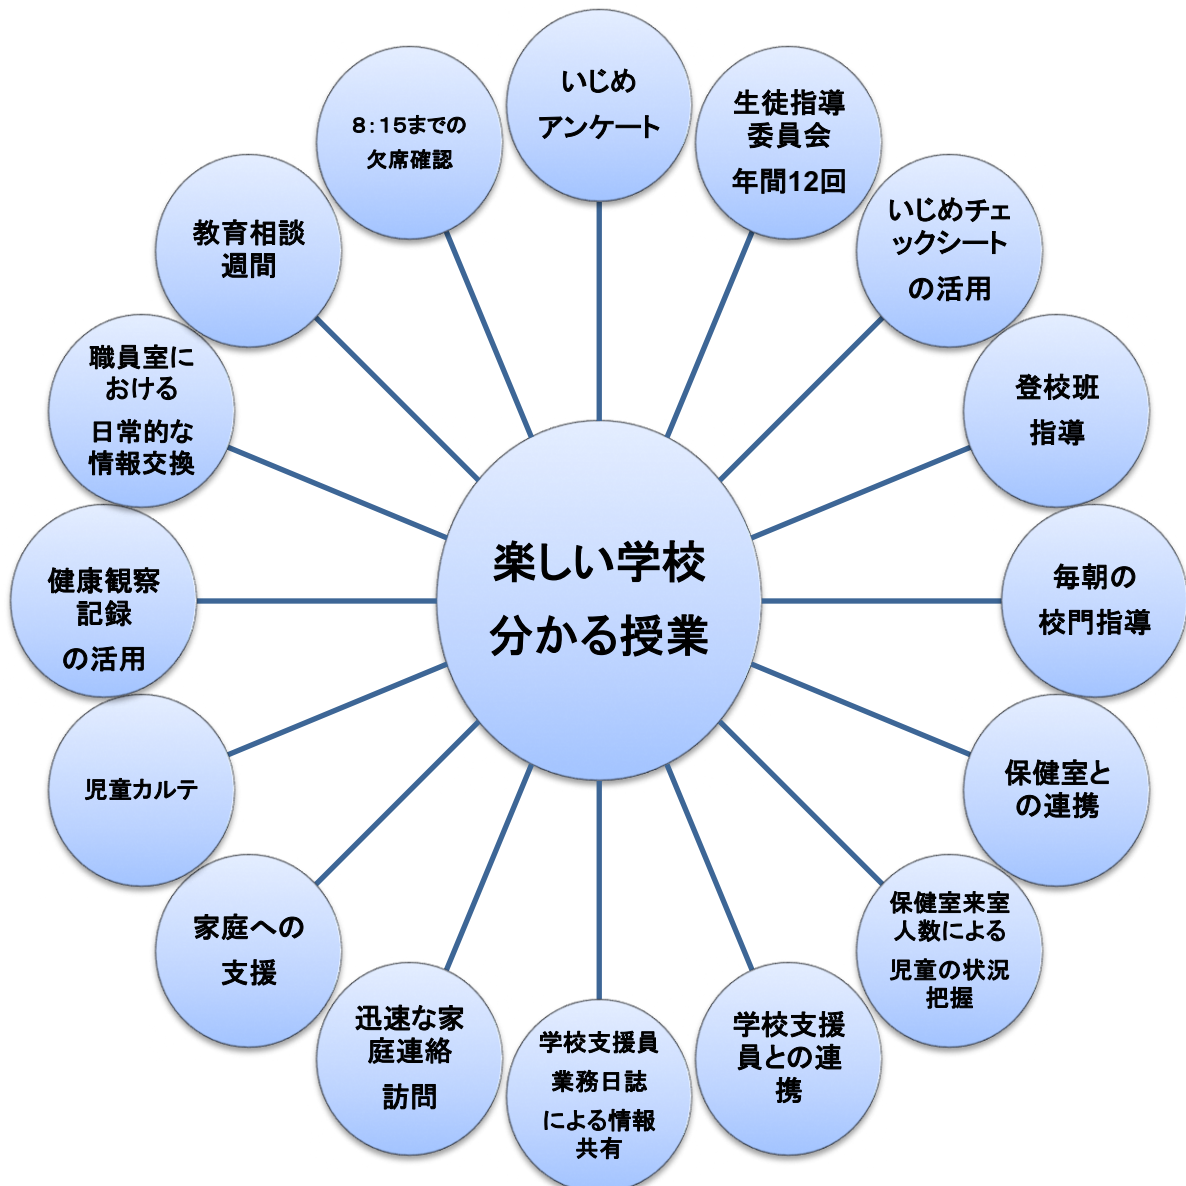 いじめ
アンケート
生徒指導
委員会
年間12回
いじめチェ
ックシート
の活用
登校班
指導
毎朝の
校門指導
保健室と
の連携
保健室来室
人数による
児童の状況
把握
学校支援
員との連
携
学校支援員
業務日誌
による情報
共有
迅速な家
庭連絡
訪問
家庭への
支援
児童カルテ
健康観察
記録
の活用
職員室に
おける
日常的な
情報交換
教育相談
週間
８：１５までの
欠席確認
楽しい学校
分かる授業